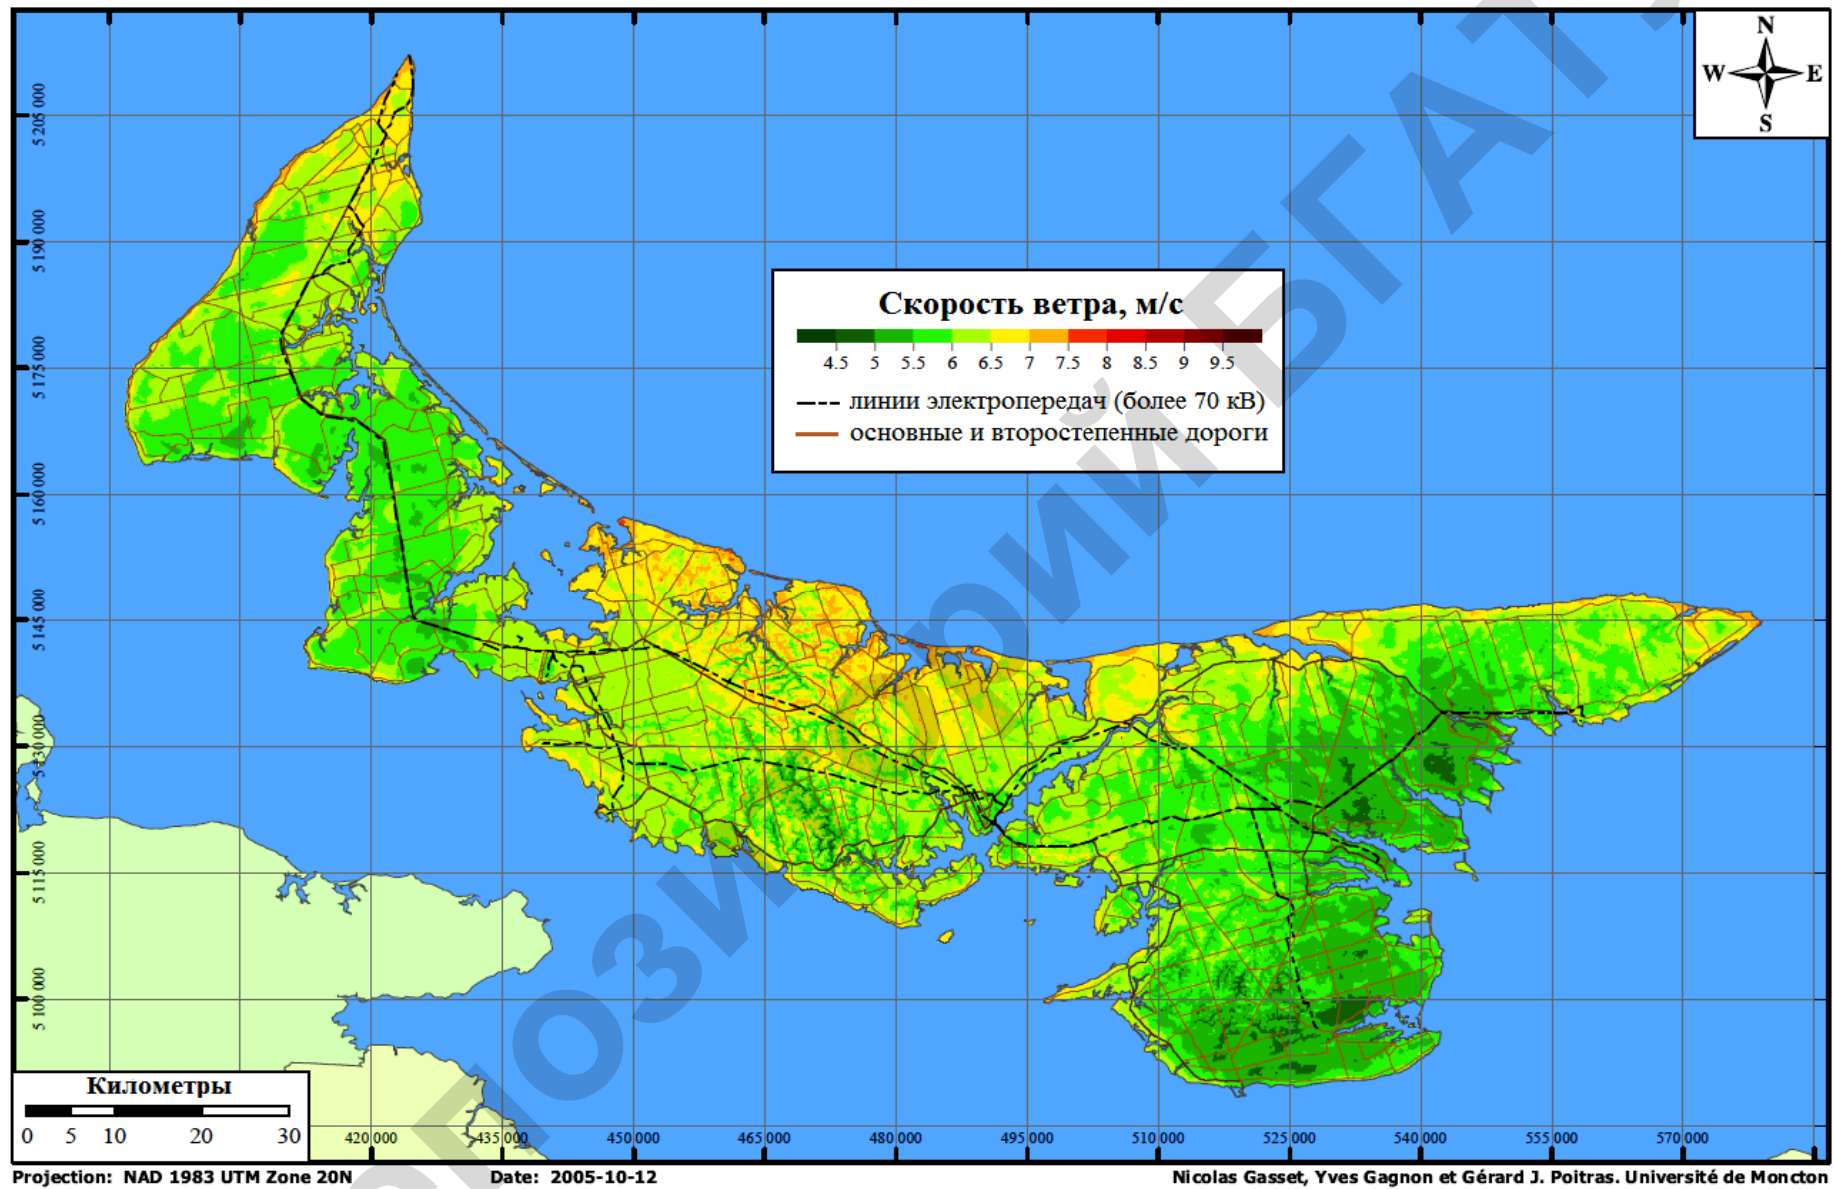 N
W E
S
5 205 000
5 190 000
5 175 000
5 160 000
5 145 000
5 130 000
5 115 000
5 100 000
Скорость ветра, м/с
4.5 5 5.5 6 6.5 7 7.5 8 8.5 9 9.5
линии электропередач (более 70 кВ)
основные и второстепенные дороги
Километры
0 5 10 20 30
420 000 435 000 450 000 465 000 480 000 495 000 510 000 525 000 540 000 555 000 570 000
Projection: NAD 1983 UTM Zone 20N Date: 2005-10-12 Nicolas Gasset, Yves Gagnon et Gérard J. Poitras. Université de Moncton
БГАТ